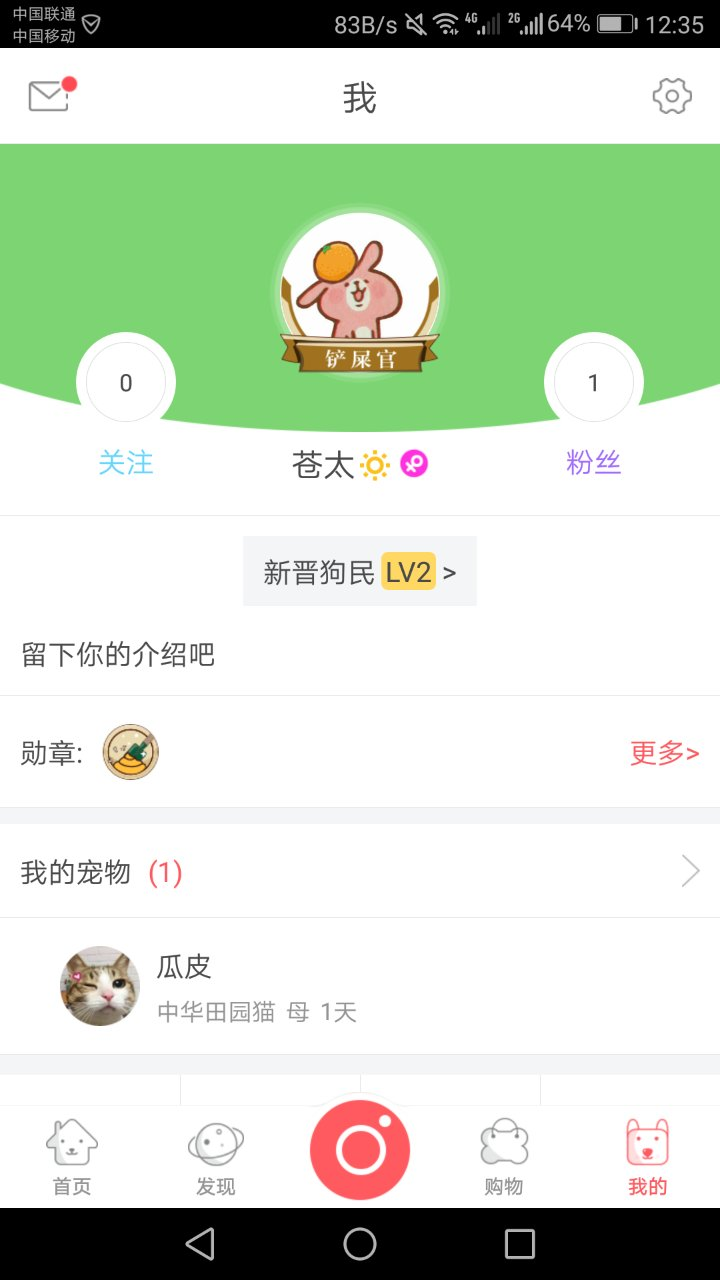 中国联通
中国移动
83B/s 4G 2G 64% 12:35
我
铲屎官
0
1
关注
苍太
粉丝
新晋狗民 LV2 >
留下你的介绍吧
勋章:
更多>
我的宠物 (1)
瓜皮
中华田园猫 母 1天
首页
发现
购物
我的